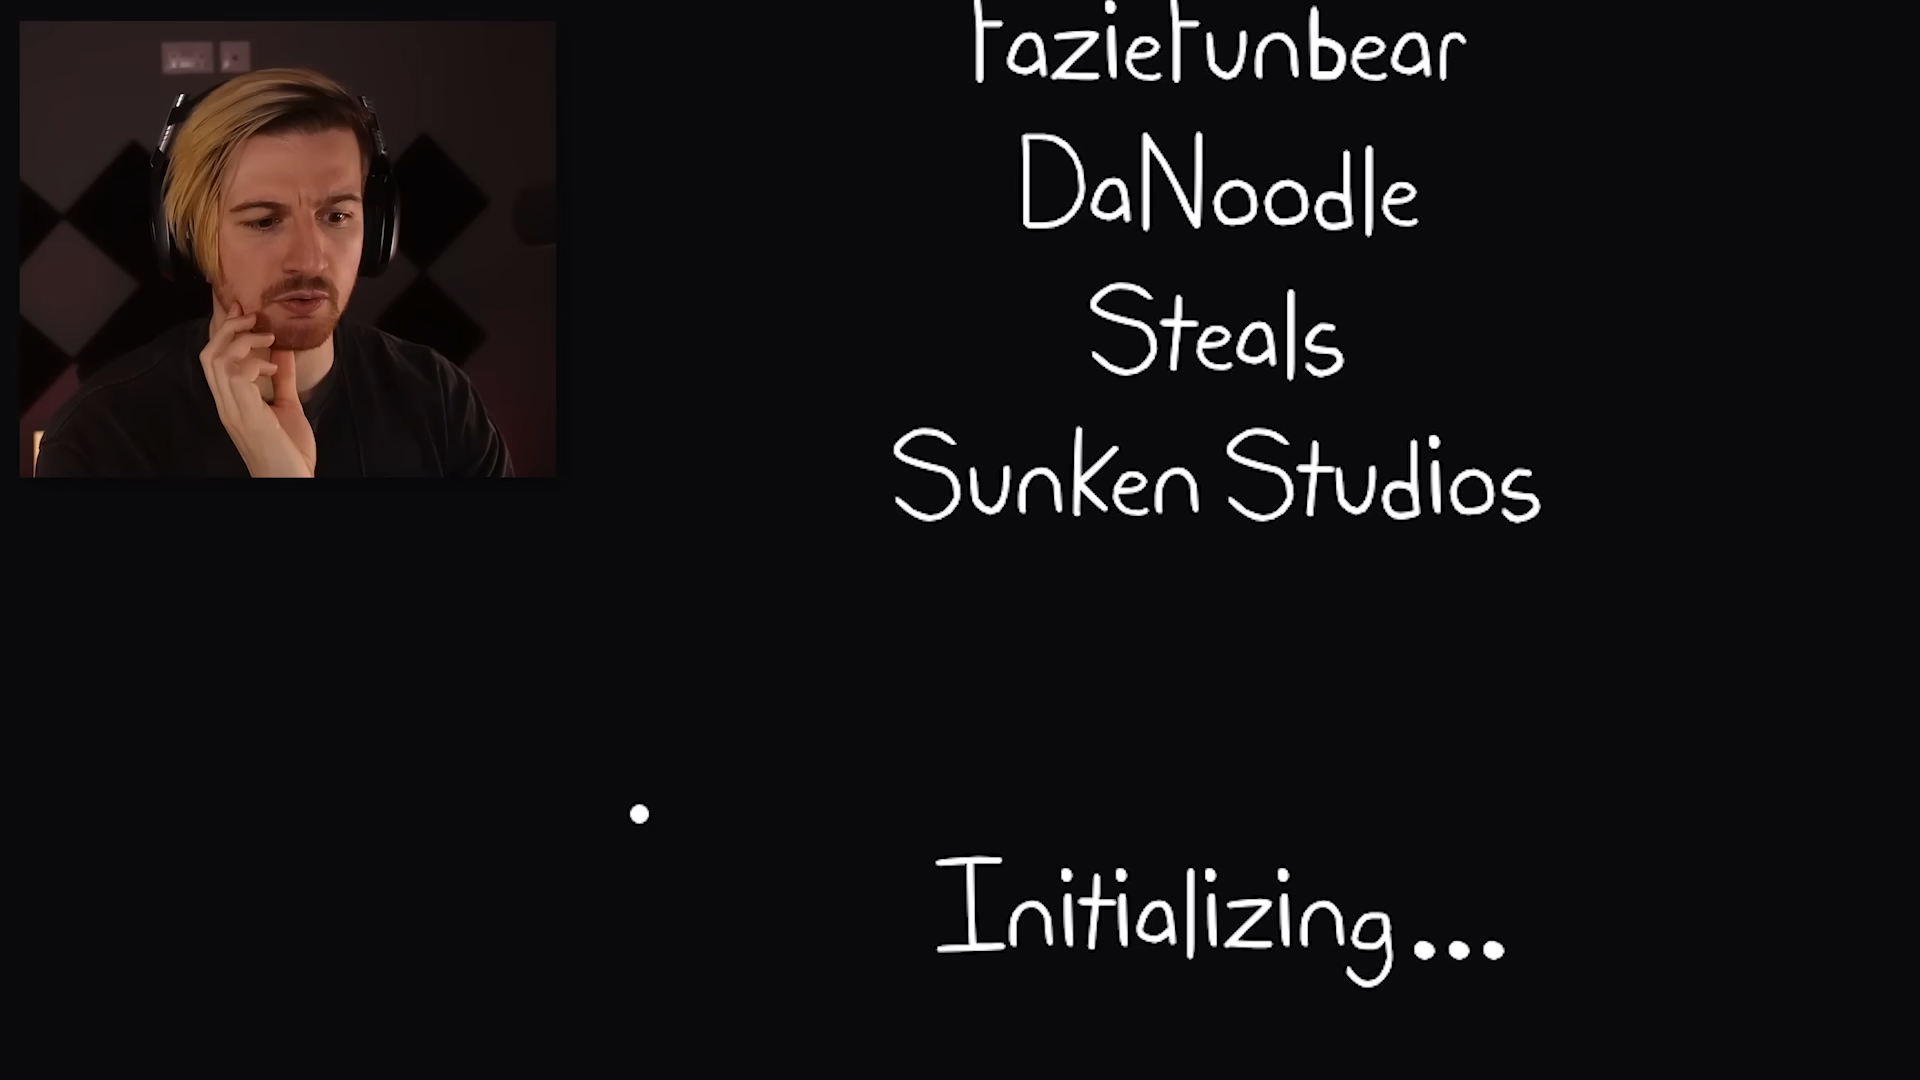 FazieFunbear
DaNoodle
Steals
Sunken Studios
Initializing...